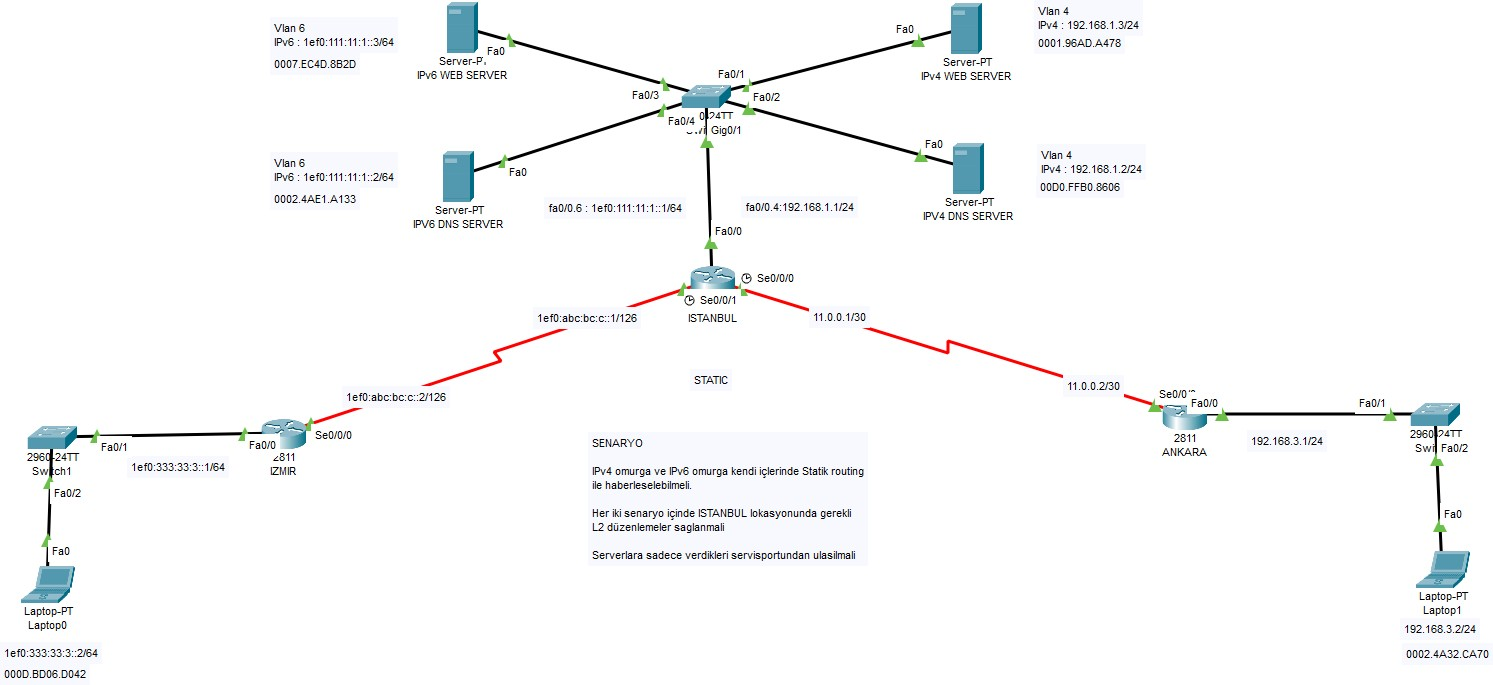 Vlan 6
IPv6 : 1ef0:111:11:1::3/64
0007.EC4D.8B2D
Fa0
Server-PT
IPv6 WEB SERVER
Vlan 4
IPv4 : 192.168.1.3/24
0001.96AD.A478
Fa0
Server-PT
IPv4 WEB SERVER
Fa0/1
Fa0/3
Fa0/2
Fa0/4
Gig0/1
Vlan 6
IPv6 : 1ef0:111:11:1::2/64
0002.4AE1.A133
Fa0
Server-PT
IPV6 DNS SERVER
Vlan 4
IPv4 : 192.168.1.2/24
00D0.FFB0.8606
Fa0
Server-PT
IPV4 DNS SERVER
fa0/0.6 : 1ef0:111:11:1::1/64
fa0/0.4:192.168.1.1/24
Fa0/0
Se0/0/0
Se0/0/1
ISTANBUL
1ef0:abc:bc:c::1/126
11.0.0.1/30
STATIC
1ef0:abc:bc:c::2/126
11.0.0.2/30
Fa0/1
Fa0/0
Se0/0/0
2960-24TT
Switch1
1ef0:333:33:3::1/64
2811
IZMIR
Fa0/2
Fa0
Laptop-PT
Laptop0
1ef0:333:33:3::2/64
000D.BD06.D042
SENARYO
IPv4 omurga ve IPv6 omurga kendi içlerinde Statik routing
ile haberleselebilmeli.
Her iki senaryo içinde ISTANBUL lokasyonunda gerekli
L2 düzenlemeler saglanmali
Serverlara sadece verdikleri servisportundan ulasilmali
Fa0/0
Fa0/1
2811
ANKARA
192.168.3.1/24
Fa0/2
Fa0
Laptop-PT
Laptop1
192.168.3.2/24
0002.4A32.CA70